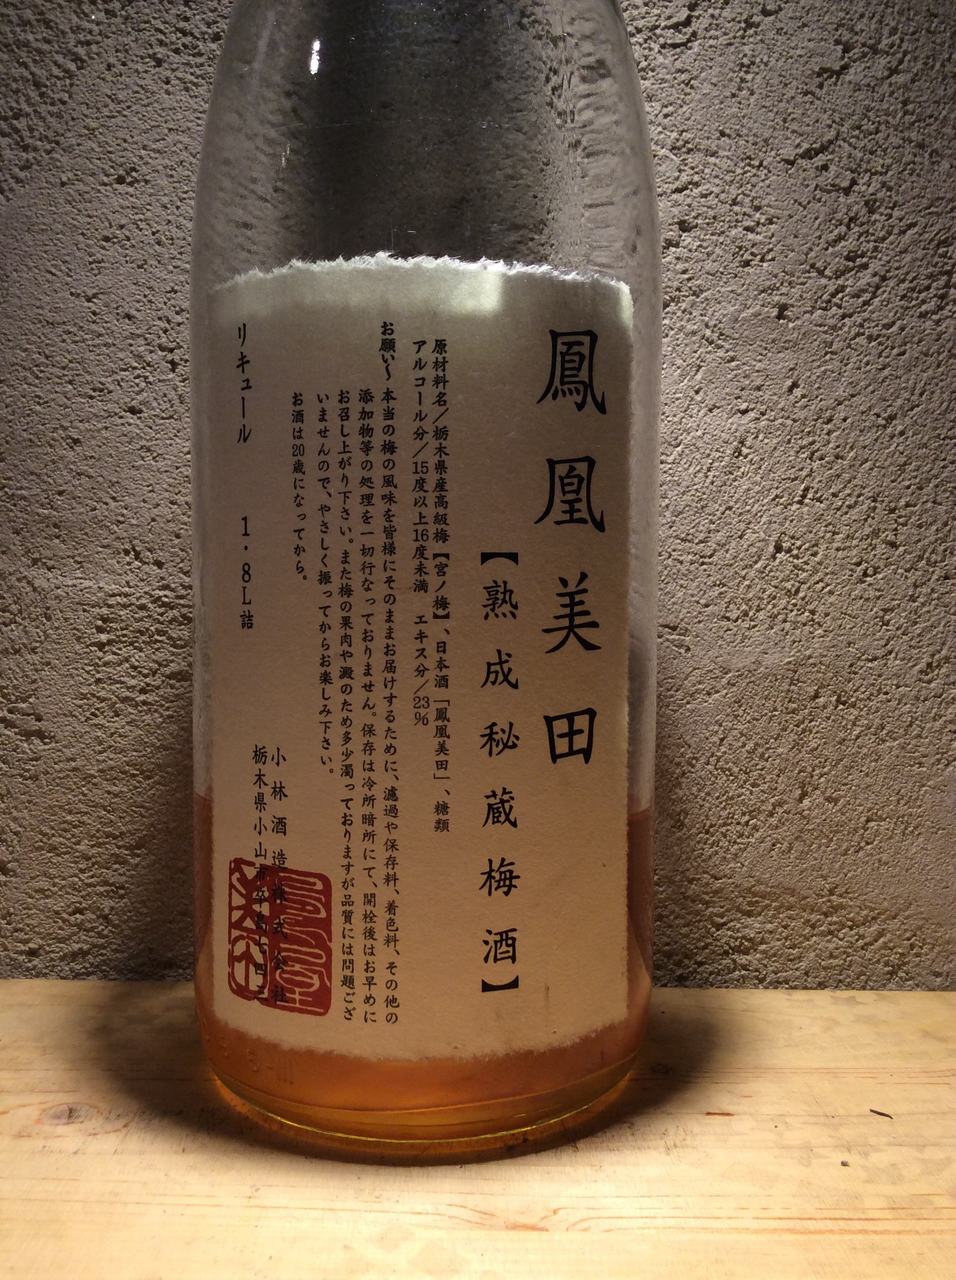 鳳凰美田
【熟成秘蔵梅酒】
原材料名／栃木県産高級梅【宮ノ梅】、日本酒「鳳凰美田」、糖類
アルコール分／15度以上16度未満 エキス分／23%
お願い〜本当の梅の風味を皆様にそのままお届けするために、濾過や保存料、着色料、その他の
添加物等の処理を一切行なっておりません。保存は冷所暗所にて、開栓後はお早めに
お召し上がり下さい。また梅の果肉や澱のため多少濁っておりますが品質には問題ござ
いませんので、やさしく振ってからお楽しみ下さい。
お酒は20歳になってから。
リキュール 1.8L詰
小林酒造株式会社
栃木県小山市卒島七四三